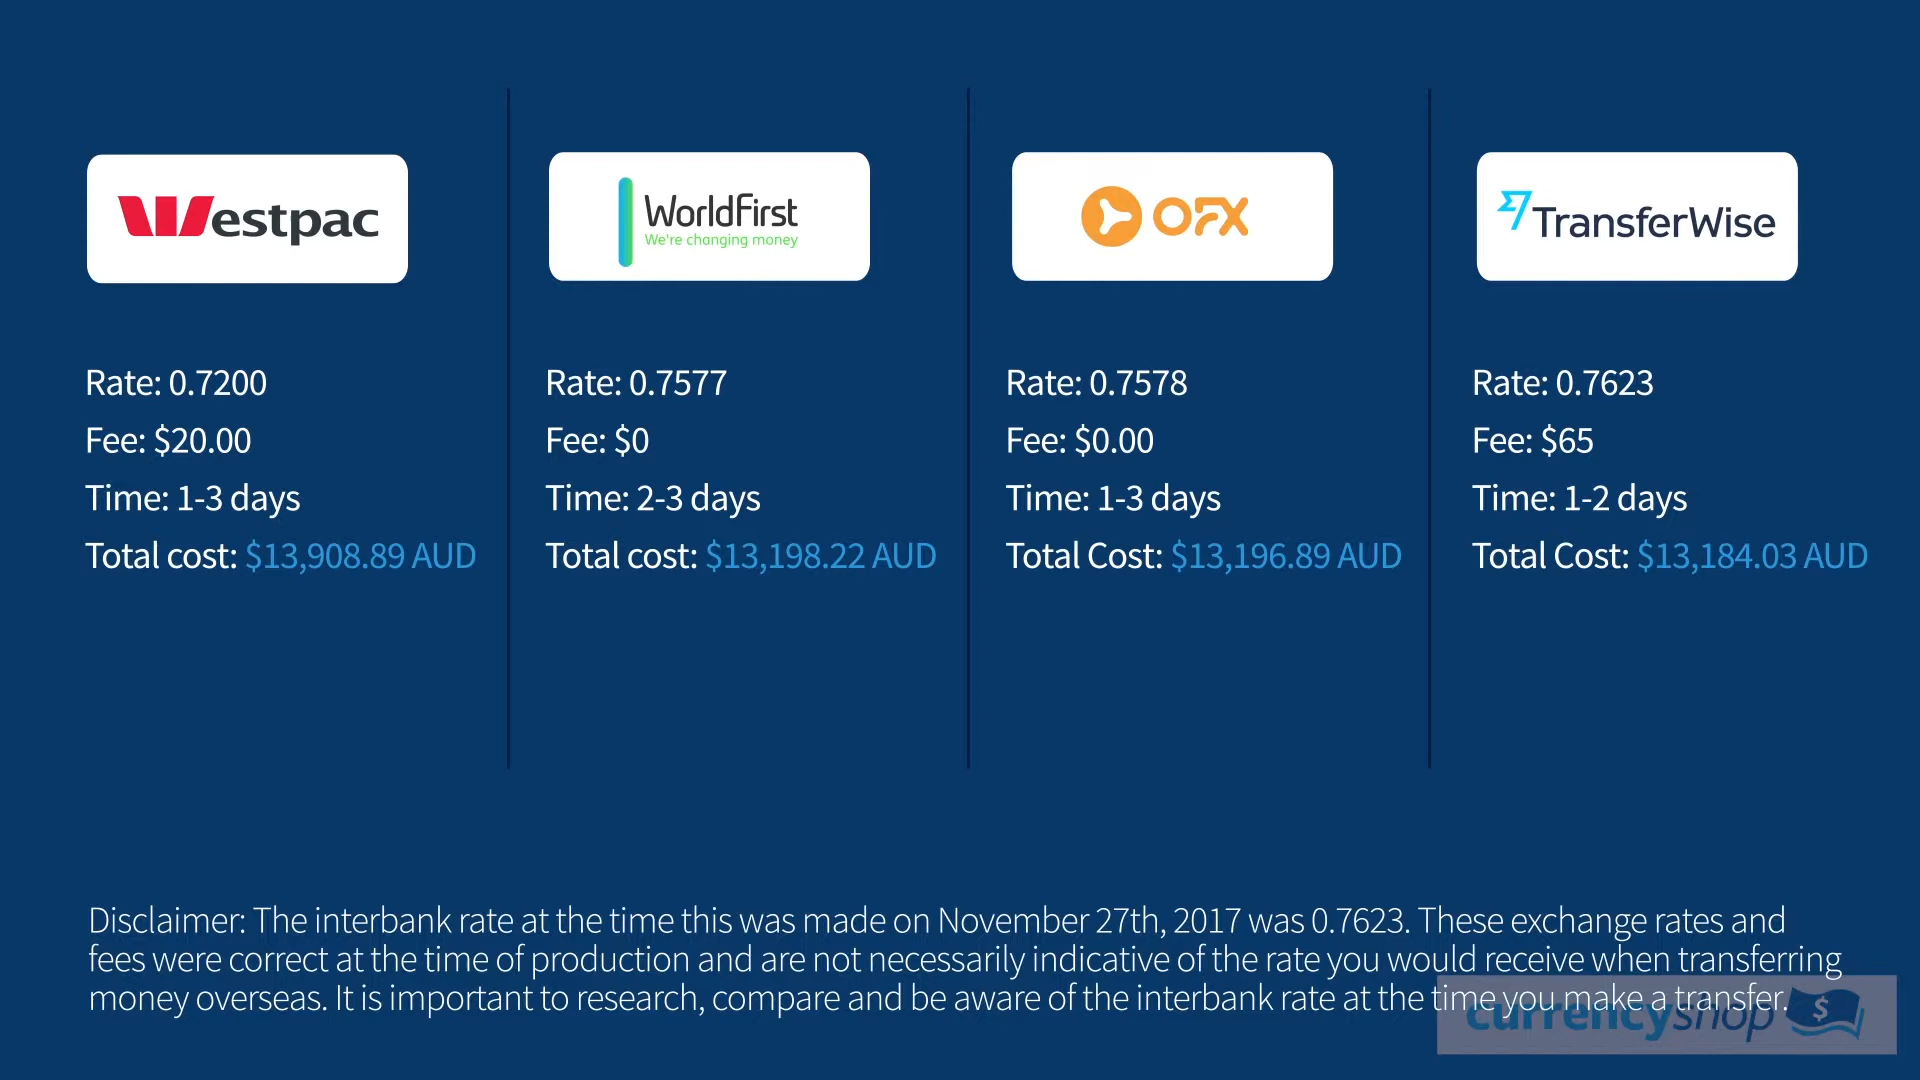 Westpac
Rate: 0.7200
Fee: $20.00
Time: 1-3 days
Total cost: $13,908.89 AUD
WorldFirst
We're changing money
Rate: 0.7577
Fee: $0
Time: 2-3 days
Total cost: $13,198.22 AUD
OFX
Rate: 0.7578
Fee: $0.00
Time: 1-3 days
Total Cost: $13,196.89 AUD
TransferWise
Rate: 0.7623
Fee: $65
Time: 1-2 days
Total Cost: $13,184.03 AUD
Disclaimer: The interbank rate at the time this was made on November 27th, 2017 was 0.7623. These exchange rates and
fees were correct at the time of production and are not necessarily indicative of the rate you would receive when transferring
money overseas. It is important to research, compare and be aware of the interbank rate at the time you make a transfer.
currencyshop $